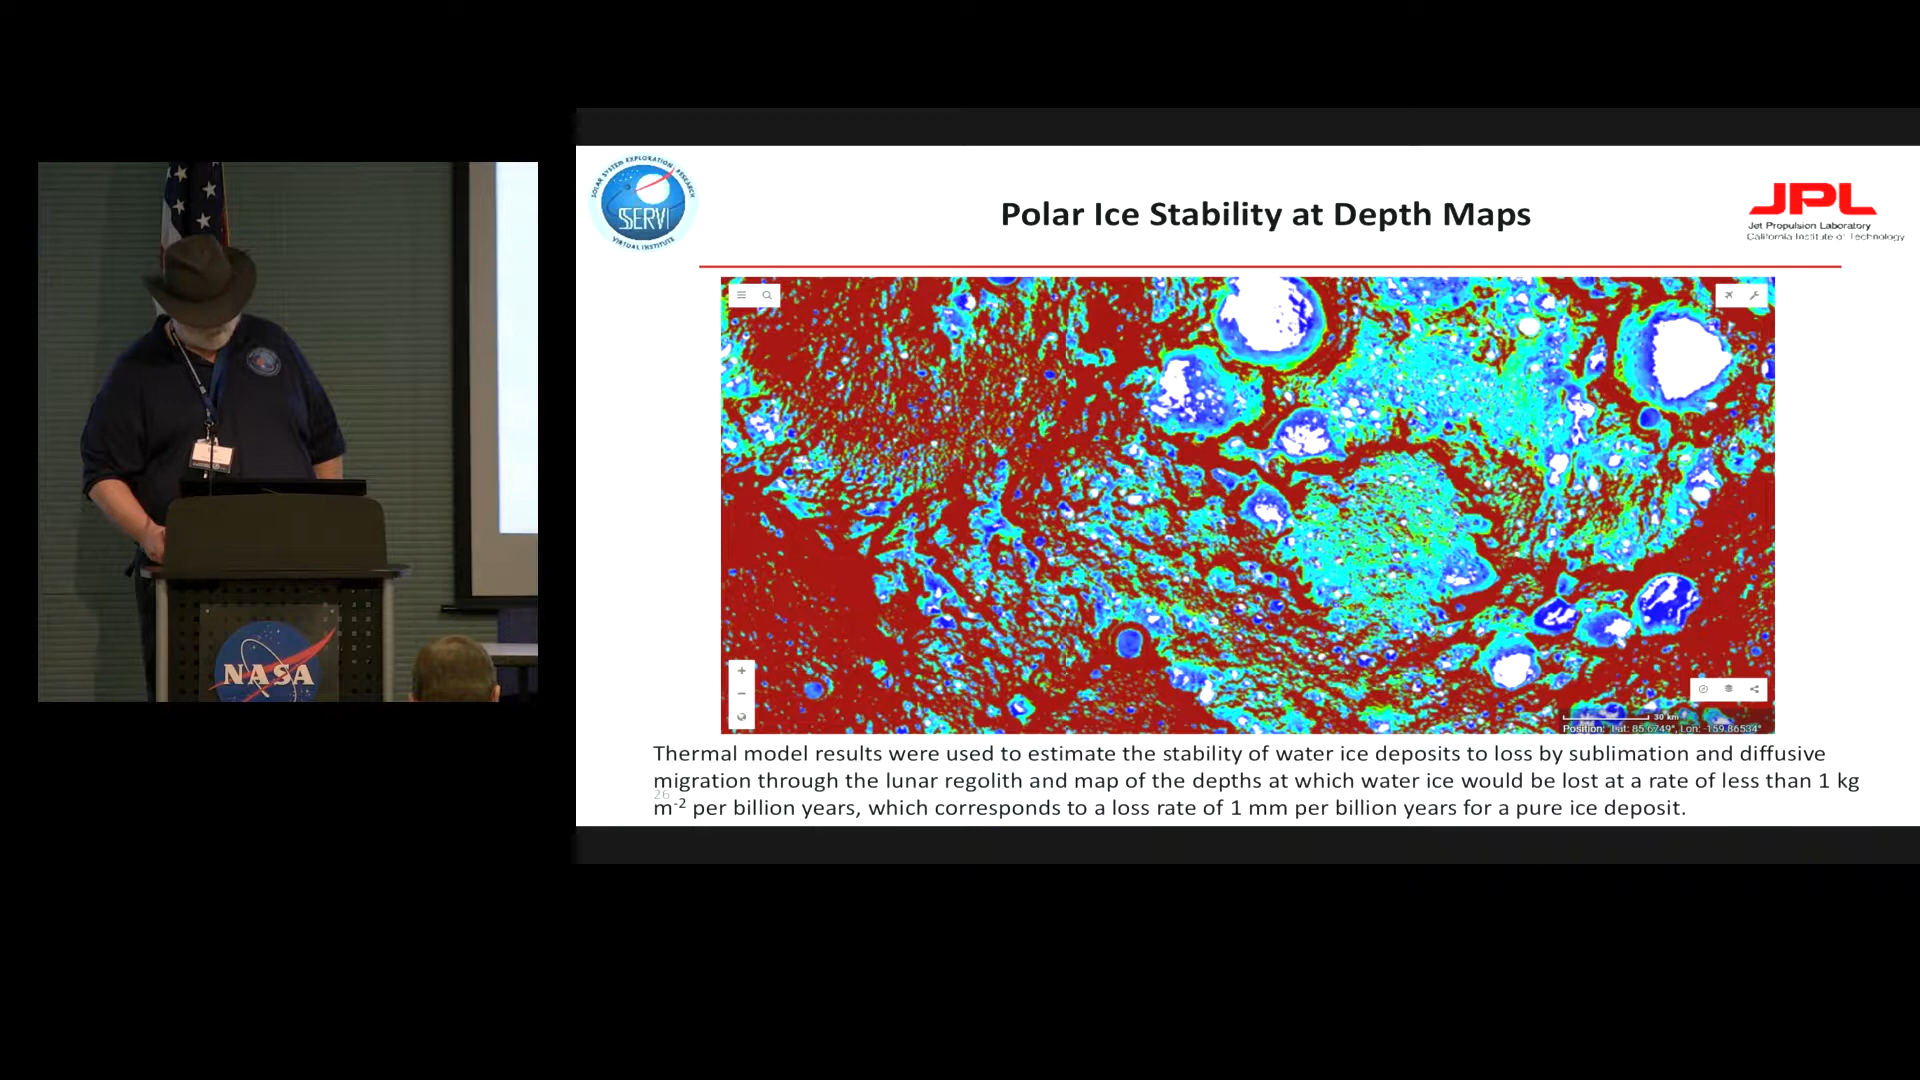 SOLAR SYSTEM EXPLORATION RESEARCH
SSERVI
VIRTUAL INSTITUTE
Polar Ice Stability at Depth Maps
JPL
Jet Propulsion Laboratory
California Institute of Technology
30 km
Position: Lat: 85.6749°, Lon: -159.86534°
Thermal model results were used to estimate the stability of water ice deposits to loss by sublimation and diffusive
migration through the lunar regolith and map of the depths at which water ice would be lost at a rate of less than 1 kg
26
m-2 per billion years, which corresponds to a loss rate of 1 mm per billion years for a pure ice deposit.
NASA